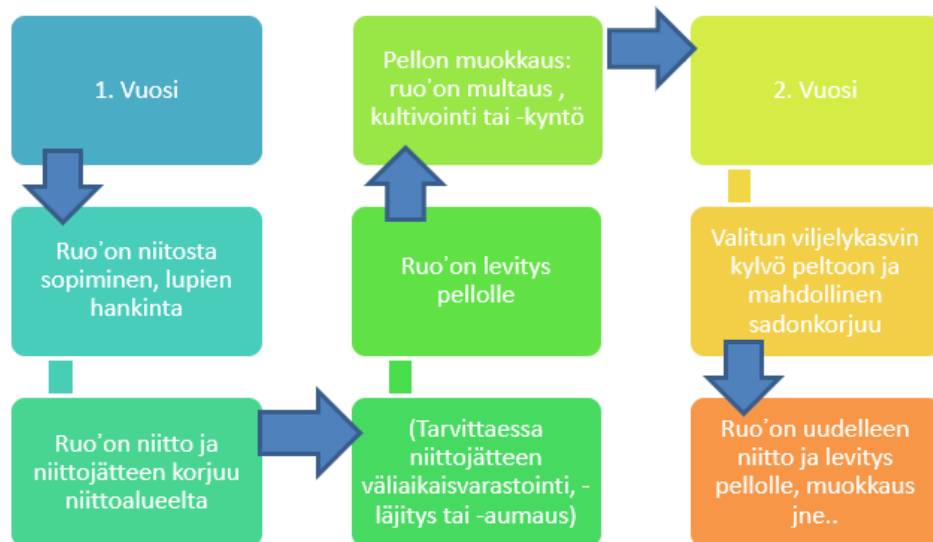 1. Vuosi
Ruo'on niitosta
sopiminen, lupien
hankinta
Ruo'on niitto ja
niittojätteen korjuu
niittoalueelta
(Tarvittaessa
niittojätteen
väliaikaisvarastointi, -
läjitys tai -aumaus)
Ruo'on levitys
pellolle
Pellon muokkaus:
ruo'on multaus ,
kultivointi tai -kyntö
2. Vuosi
Valitun viljelykasvin
kylvö peltoon ja
mahdollinen
sadonkorjuu
Ruo'on uudelleen
niitto ja levitys
pellolle, muokkaus
jne..